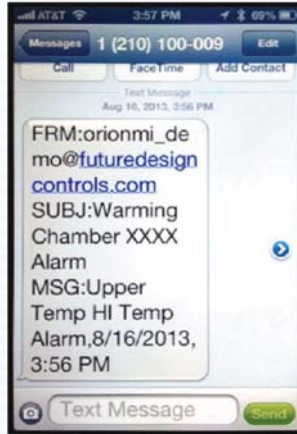 AT&T 3:57 PM 69%
Messages 1 (210) 100-009 Edit
Call FaceTime Add Contact
Text Message
Aug 16, 2013, 3:56 PM
FRM:orionmi_de
mo@futuredesign
controls.com
SUBJ:Warming
Chamber XXXX
Alarm
MSG:Upper
Temp HI Temp
Alarm,8/16/2013,
3:56 PM
Text Message Send